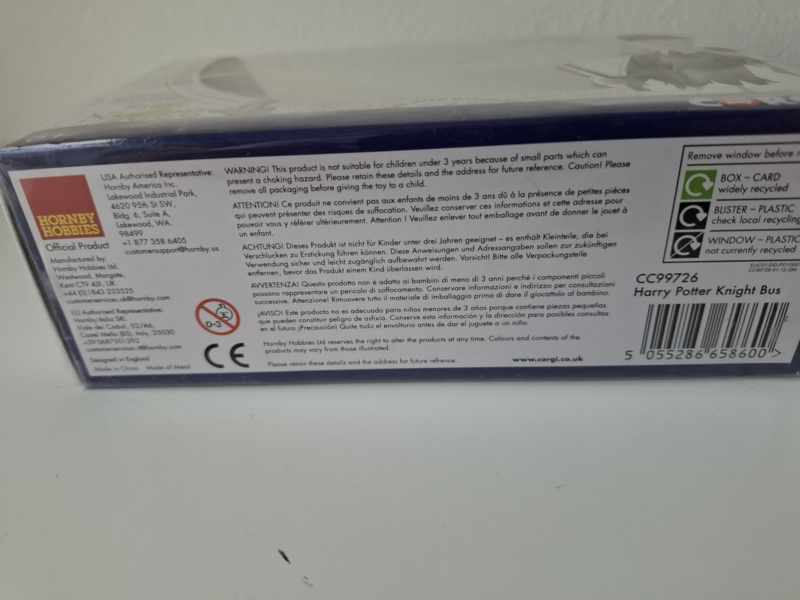 HORNBY
HOBBIES
Official Product
Manufactured by:
Hornby Hobbies Ltd.
Westwood, Margate,
Kent CT9 4JX, UK
customerservices.uk@hornby.com
+44 (0)1843 233525
EU Authorised Representative:
Hornby Italia SRL
Viale dei Caduti, 52/A6,
Castel Mella (BS), Italy, 25030
customerservices.it@hornby.com
Designed in England
Made in China Made of Metal
USA Authorised Representative:
Hornby America Inc.
Lakewood Industrial Park,
4620 95th St SW,
Bldg. 6, Suite A,
Lakewood, WA.
98499
+1 877 358 6405
customersupport@hornby.com
0-3
CE
WARNING! This product is not suitable for children under 3 years because of small parts which can
present a choking hazard. Please retain these details and the address for future reference. Caution! Please
remove all packaging before giving the toy to a child.
ATTENTION! Ce produit ne convient pas aux enfants de moins de 3 ans dû à la présence de petites pièces
qui peuvent présenter des risques de suffocation. Veuillez conserver ces informations et cette adresse pour
pouvoir vous y référer ultérieurement. Attention ! Veuillez enlever tout emballage avant de donner le jouet à
un enfant.
ACHTUNG! Dieses Produkt ist nicht für Kinder unter drei Jahren geeignet – es enthält Kleinteile, die bei
Verschlucken zu Erstickung führen können. Diese Anweisungen und Adressangaben sollen zur zukünftigen
Verwendung sicher und leicht zugänglich aufbewahrt werden. Vorsicht! Bitte alle Verpackungsteile
entfernen, bevor das Produkt einem Kind überlassen wird.
AVVERTENZA! Questo prodotto non è adatto ai bambini di meno di 3 anni perché i componenti piccoli
possono rappresentare un pericolo di soffocamento. Conservare informazioni e indirizzo per consultazioni
successive. Attenzione! Rimuovere tutto il materiale di imballaggio prima di dare il giocattolo al bambino.
¡AVISO! Este producto no es adecuado para niños menores de 3 años porque contiene piezas pequeñas
que pueden constituir peligro de asfixia. Conserve esta información y la dirección para posibles consultas
en el futuro. ¡Precaución! Quite todo el envoltorio antes de dar el juguete a un niño.
Hornby Hobbies Ltd reserves the right to alter the products at any time. Colours and contents of the
products may vary from those illustrated.
Please retain these details and the address for future refrence.
www.corgi.co.uk
Remove window before
BOX – CARD
widely recycled
BLISTER – PLASTIC
check local recycling
WINDOW – PLASTIC
not currently recycled
CC99726
Harry Potter Knight Bus
5 055286 658600 >